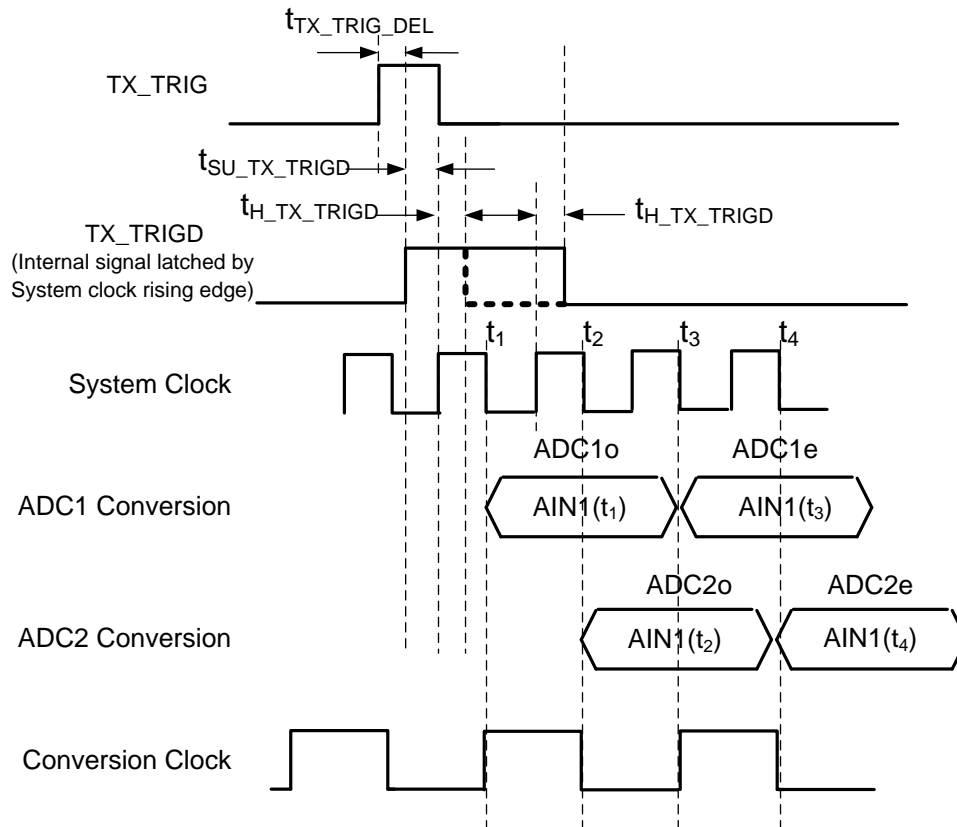 tTX_TRIG_DEL
TX_TRIG
tSU_TX_TRIGD
tH_TX_TRIGD
tH_TX_TRIGD
TX_TRIGD
(Internal signal latched by
System clock rising edge)
t1 t2 t3 t4
System Clock
ADC1o ADC1e
ADC1 Conversion
AIN1(t1) AIN1(t3)
ADC2o ADC2e
ADC2 Conversion
AIN1(t2) AIN1(t4)
Conversion Clock